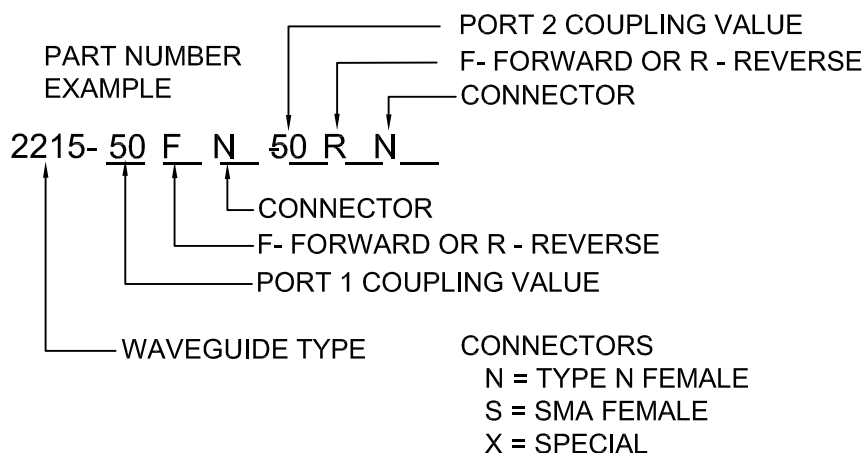 PORT 2 COUPLING VALUE
PART NUMBER
EXAMPLE
F- FORWARD OR R - REVERSE
CONNECTOR
2215- 50 F N -50 R N
CONNECTOR
F- FORWARD OR R - REVERSE
PORT 1 COUPLING VALUE
WAVEGUIDE TYPE
CONNECTORS
N = TYPE N FEMALE
S = SMA FEMALE
X = SPECIAL